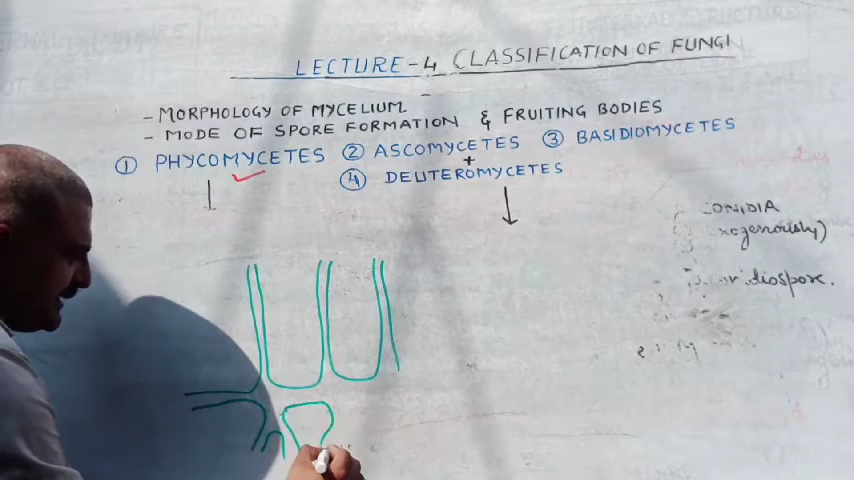 LECTURE-4 CLASSIFICATION OF FUNGI
- MORPHOLOGY OF MYCELIUM
- MODE OF SPORE FORMATION & FRUITING BODIES
① PHYCOMYCETES ② ASCOMYCETES ③ BASIDIOMYCETES
+
④ DEUTEROMYCETES
ONIDIA